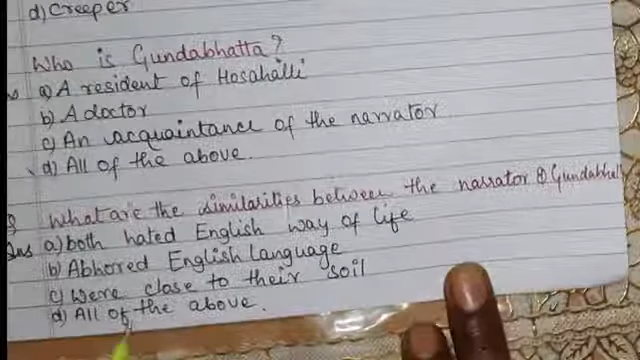 d) Creeper
Who is Gundabhatta?
a) A resident of Hosahalli
b) A doctor
c) An acquaintance of the narrator
d) All of the above.
What are the similarities between the narrator &
Ans a) both hated English way of life
b) Abhored English language
c) Were close to their soil
d) All of the above.